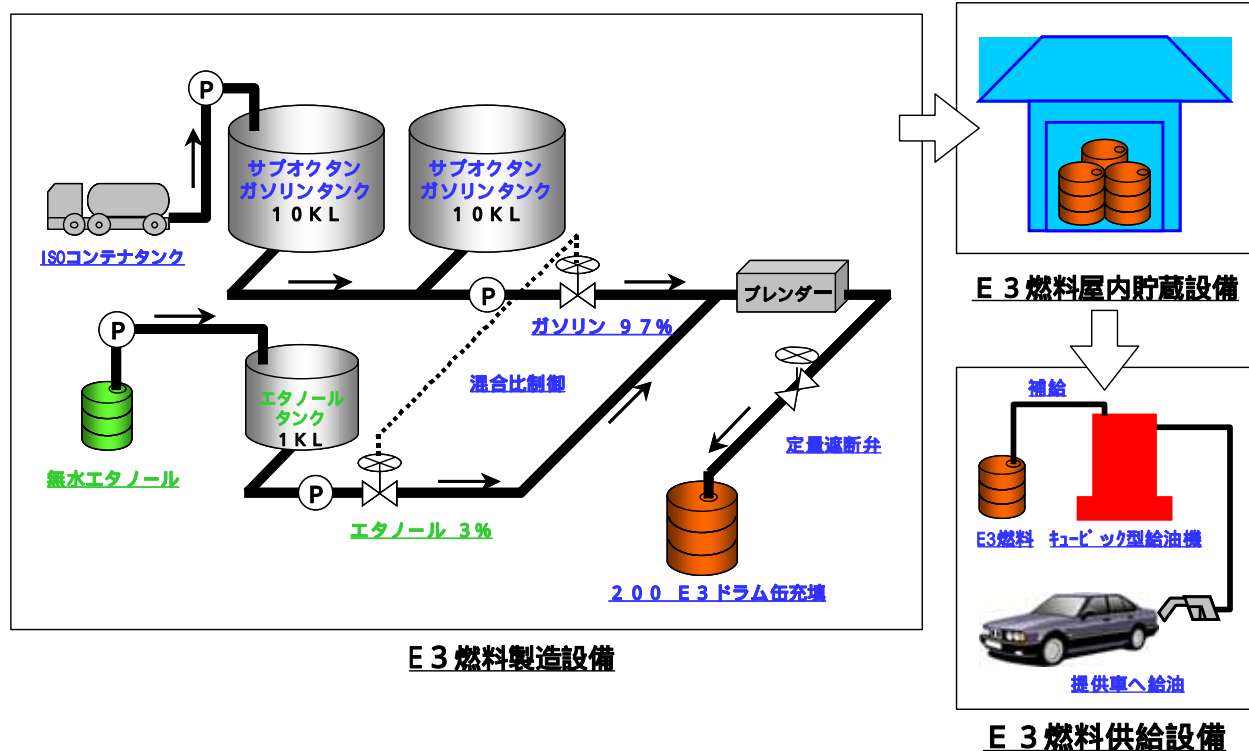 P
サブオクタン
ガソリンタンク
10KL
サブオクタン
ガソリンタンク
10KL
ISOコンテナタンク
P
ブレンダー
ガソリン 97%
P
混合比制御
エタノール
タンク
1KL
無水エタノール
定量遮断弁
P
エタノール 3%
200 E3ドラム缶充填
E3燃料製造設備
E3燃料屋内貯蔵設備
補給
E3燃料
キュービック型給油機
提供車へ給油
E3燃料供給設備